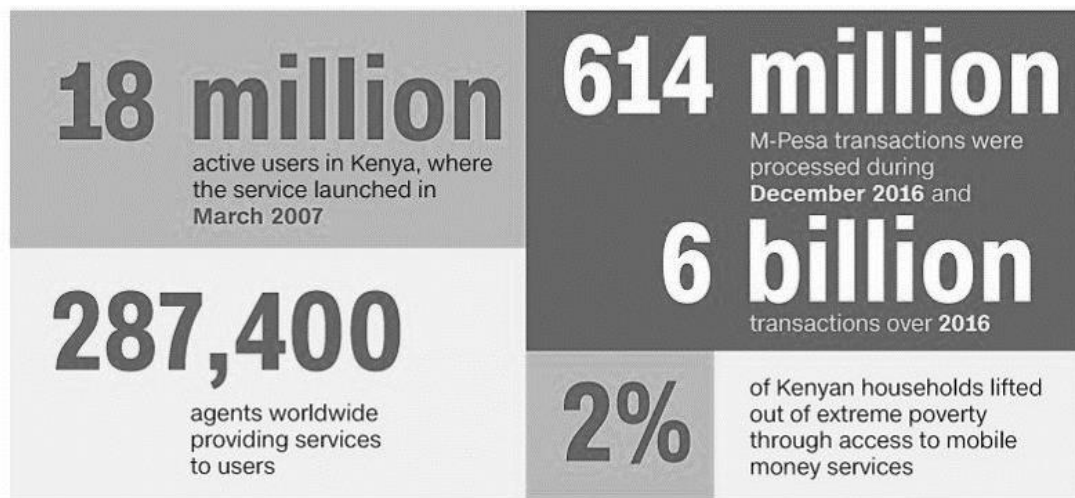 18 million
active users in Kenya, where
the service launched in
March 2007
287,400
agents worldwide
providing services
to users
614 million
M-Pesa transactions were
processed during
December 2016 and
6 billion
transactions over 2016
2%
of Kenyan households lifted
out of extreme poverty
through access to mobile
money services